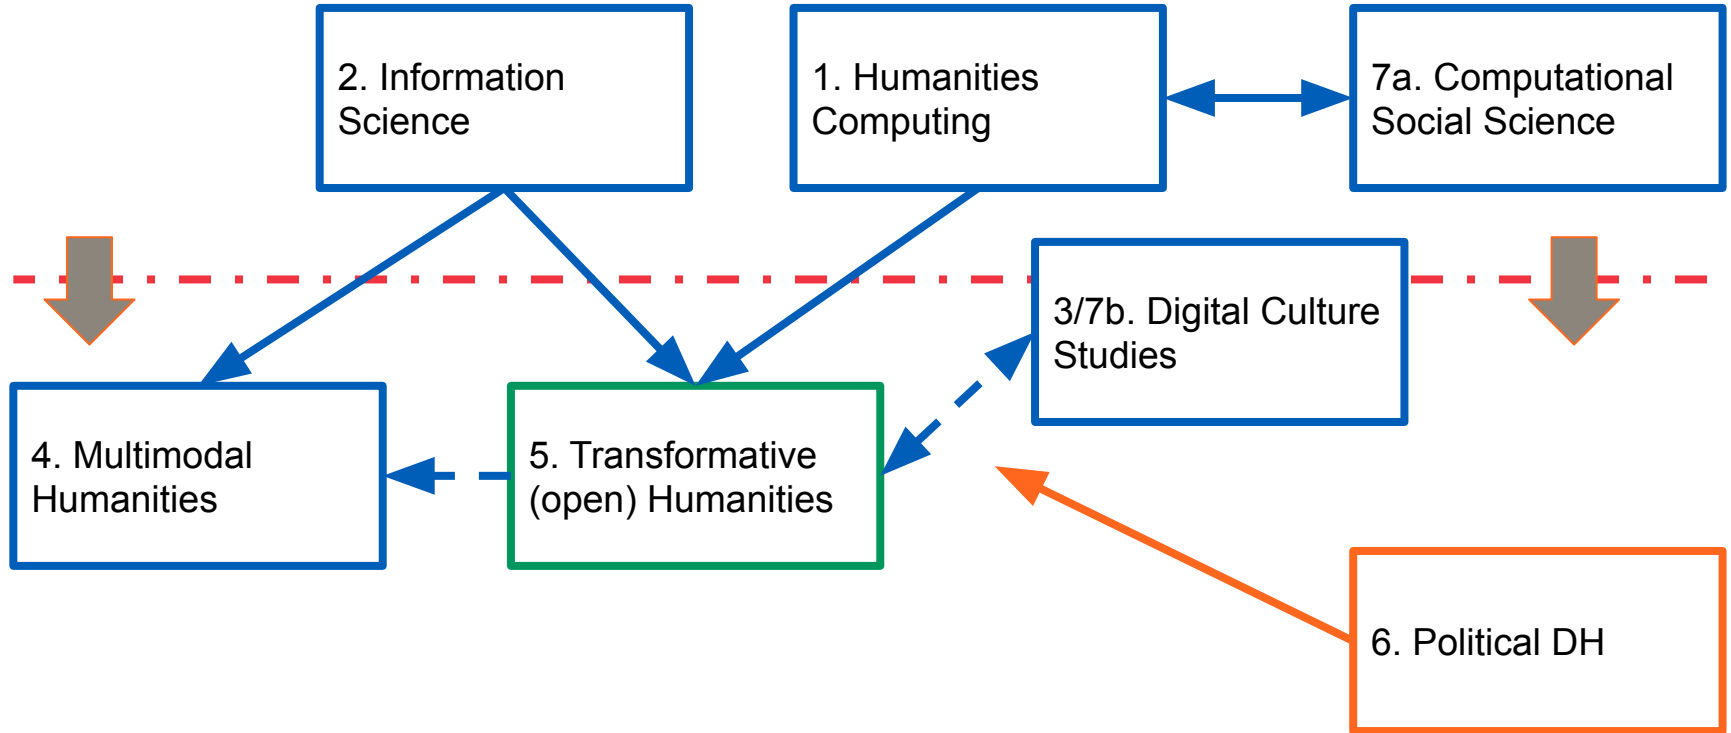 2. Information
Science
1. Humanities
Computing
7a. Computational
Social Science
3/7b. Digital Culture
Studies
4. Multimodal
Humanities
5. Transformative
(open) Humanities
6. Political DH